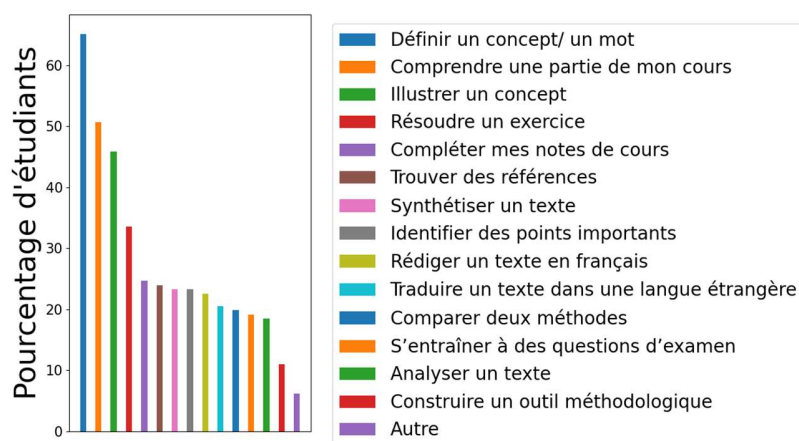 Pourcentage d'étudiants
60
50
40
30
20
10
0
Définir un concept/ un mot
Comprendre une partie de mon cours
Illustrer un concept
Résoudre un exercice
Compléter mes notes de cours
Trouver des références
Synthétiser un texte
Identifier des points importants
Rédiger un texte en français
Traduire un texte dans une langue étrangère
Comparer deux méthodes
S’entraîner à des questions d’examen
Analyser un texte
Construire un outil méthodologique
Autre